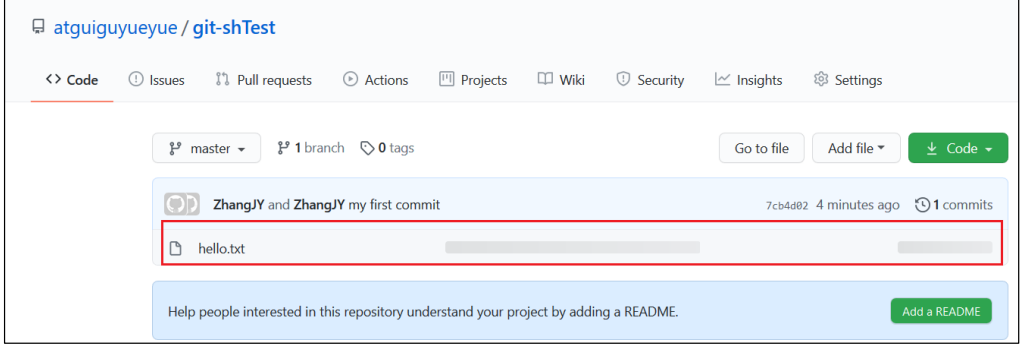 atguiguyueyue / git-shTest
Code Issues Pull requests Actions Projects Wiki Security Insights Settings
master 1 branch 0 tags Go to file Add file Code
ZhangJY and ZhangJY my first commit 7cb4d02 4 minutes ago 1 commits
hello.txt
Help people interested in this repository understand your project by adding a README. Add a README